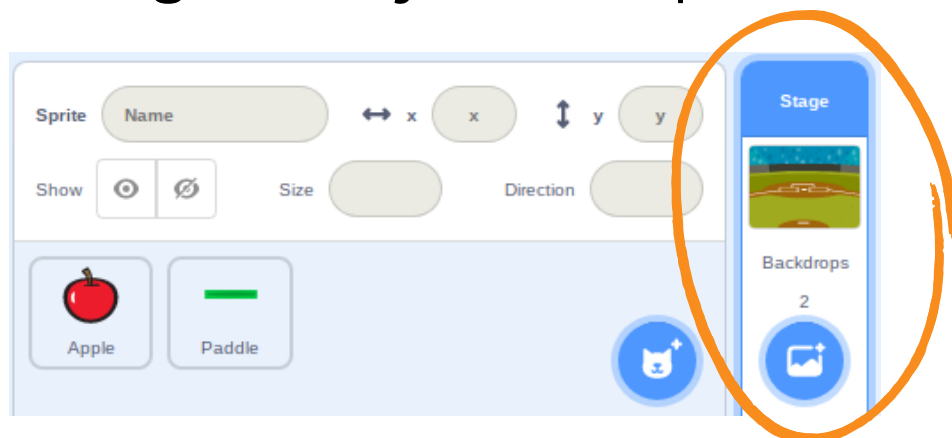 Sprite Name x x y y
Show Size Direction
Apple Paddle
Stage
Backdrops
2